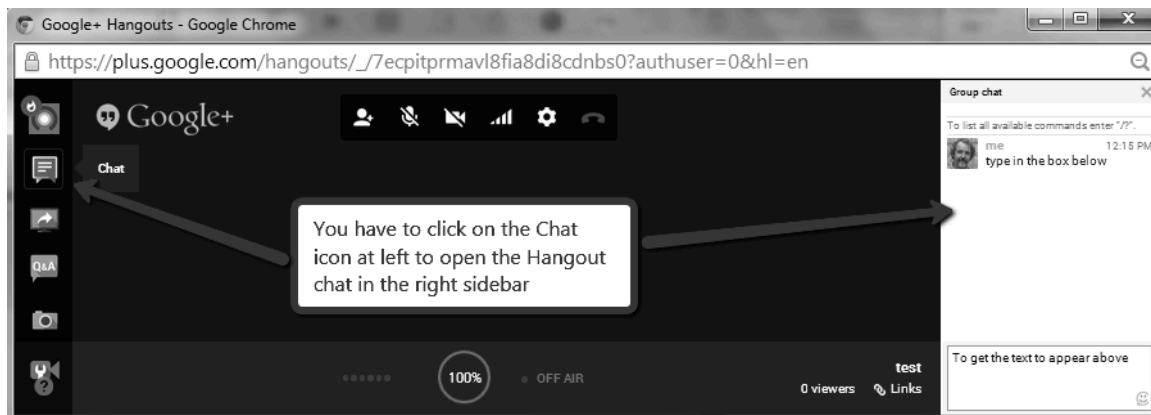 Google+ Hangouts - Google Chrome
https://plus.google.com/hangouts/_/7ecpitprmavl8fia8di8cdnbs0?authuser=0&hl=en
Google+
Group chat
To list all available commands enter "/?".
me 12:15 PM
type in the box below
Chat
You have to click on the Chat
icon at left to open the Hangout
chat in the right sidebar
Q&A
To get the text to appear above
100%
OFF AIR
test
0 viewers Links